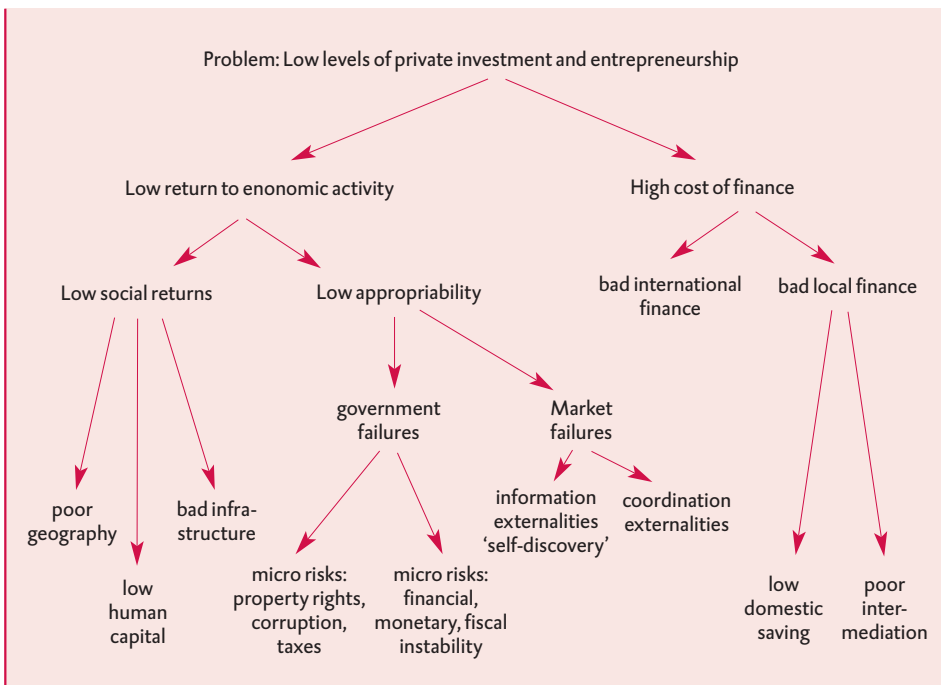 Problem: Low levels of private investment and entrepreneurship
Low return to enonomic activity
High cost of finance
Low social returns
Low appropriability
bad international
finance
bad local finance
government
failures
Market
failures
poor
geography
bad infra-
structure
information
externalities
‘self-discovery’
coordination
externalities
low
human
capital
micro risks:
property rights,
corruption,
taxes
micro risks:
financial,
monetary, fiscal
instability
low
domestic
saving
poor
inter-
mediation